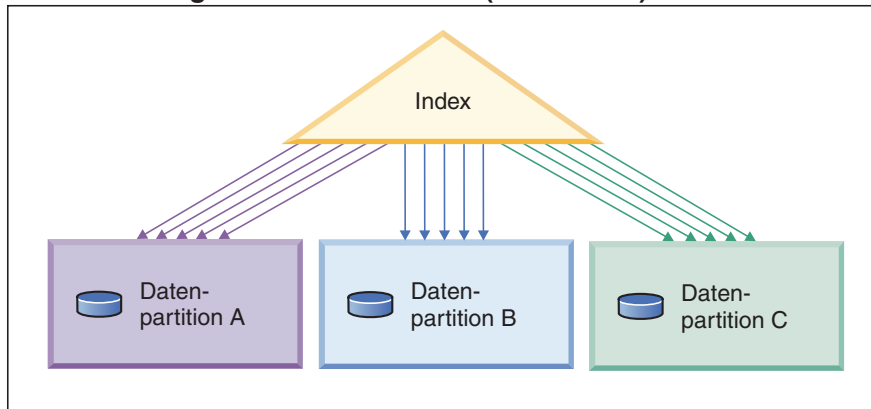 Index
Daten-
partition A
Daten-
partition B
Daten-
partition C